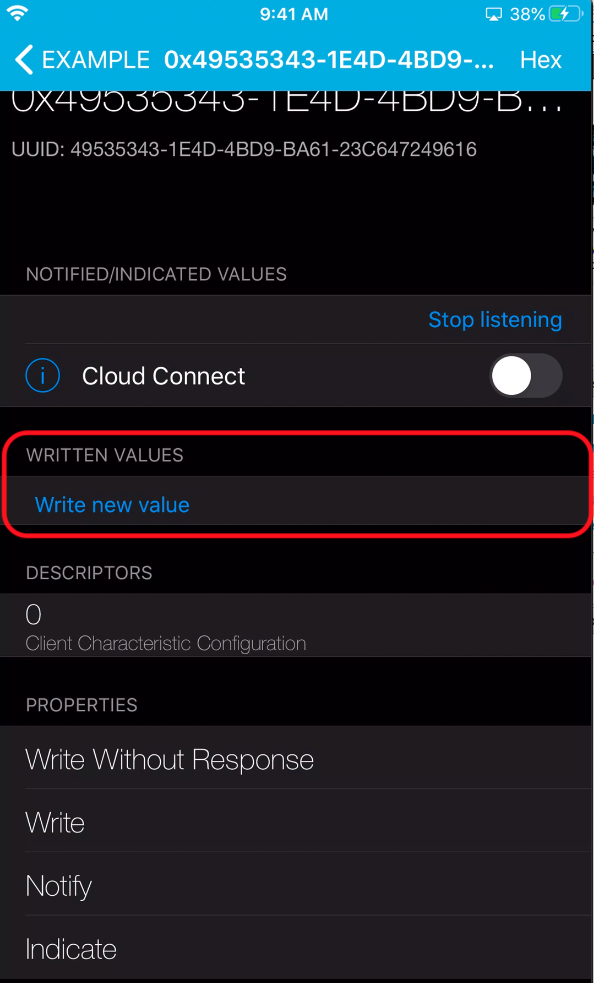 9:41 AM 38%
EXAMPLE 0x49535343-1E4D-4BD9-... Hex
0x49535343-1E4D-4BD9-B...
UUID: 49535343-1E4D-4BD9-BA61-23C647249616
NOTIFIED/INDICATED VALUES
Stop listening
i Cloud Connect
WRITTEN VALUES
Write new value
DESCRIPTORS
0
Client Characteristic Configuration
PROPERTIES
Write Without Response
Write
Notify
Indicate